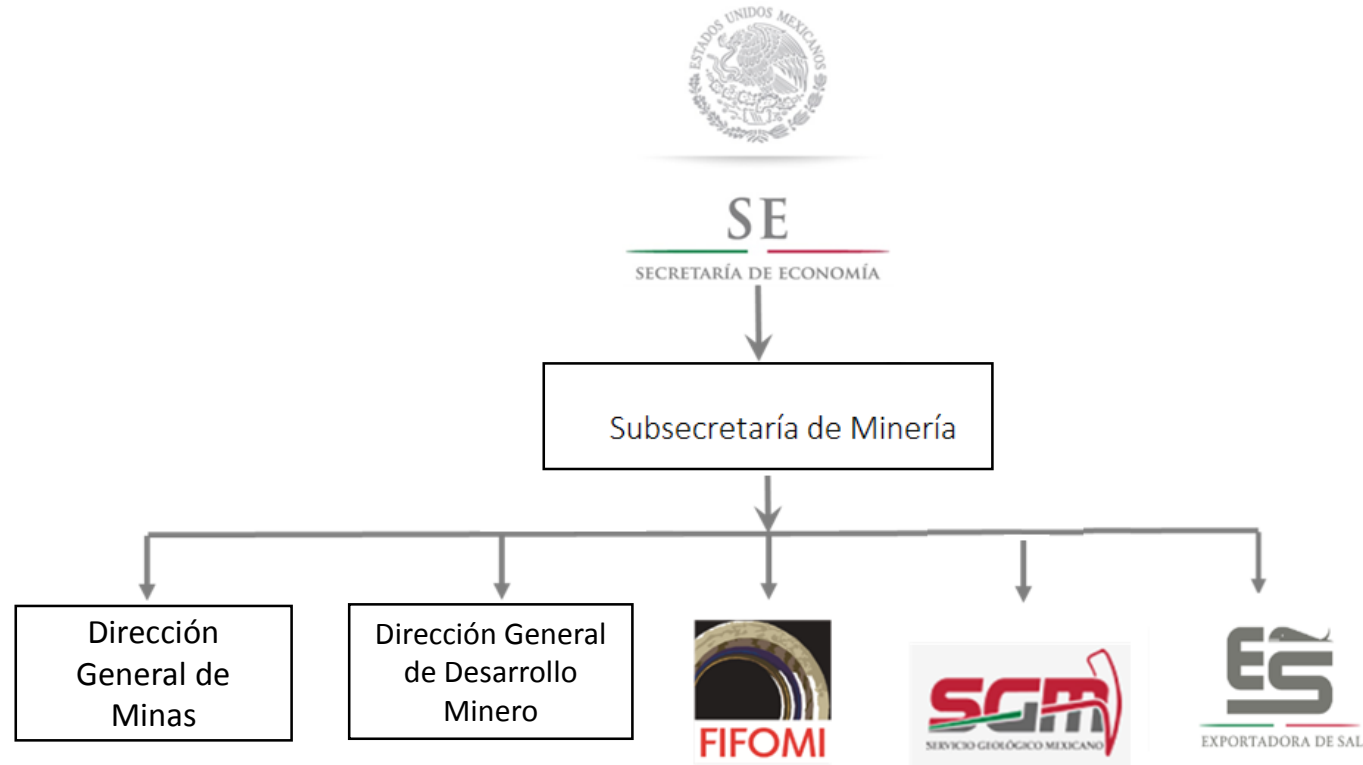 ESTADOS UNIDOS MEXICANOS
SE
SECRETARÍA DE ECONOMÍA
Subsecretaría de Minería
Dirección
General de
Minas
Dirección General
de Desarrollo
Minero
FIFOMI
SGM
SERVICIO GEOLÓGICO MEXICANO
ES
EXPORTADORA DE SAL